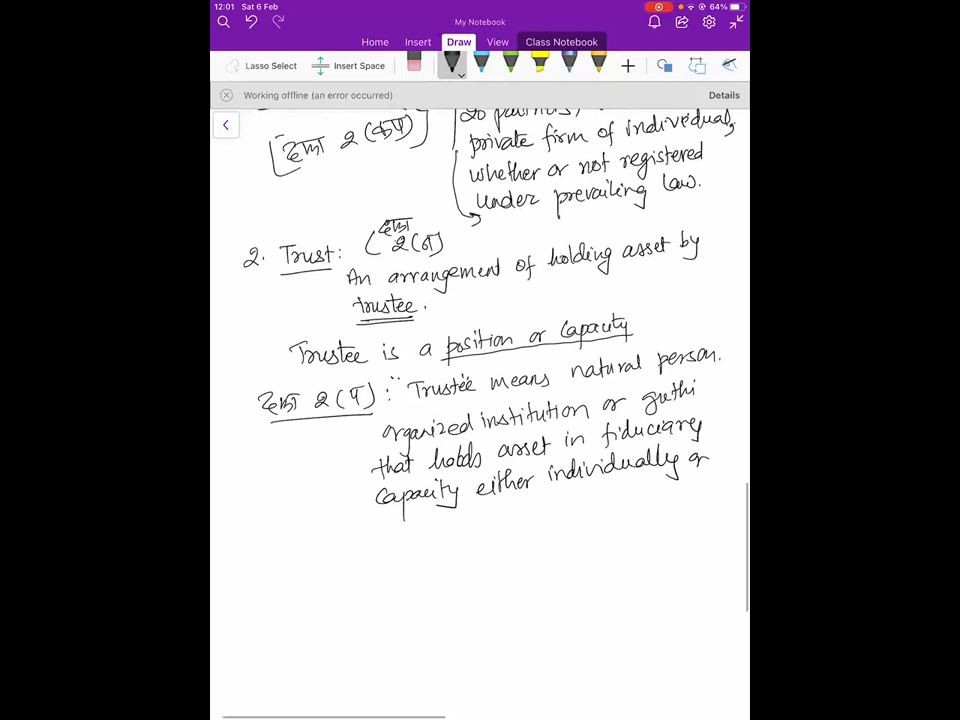 12:01 Sat 6 Feb
64%
My Notebook
Home Insert Draw View Class Notebook
Lasso Select Insert Space
Working offline (an error occurred)
Details
private firm of individual,
whether or not registered
under prevailing law.
दफा 2 (कप)
2. Trust: (दफा 2(त)
An arrangement of holding asset by
trustee.
Trustee is a position or capacity
दफा 2 (प) : Trustee means natural person.
organized institution or guthi
that holds asset in fiduciary
capacity either individually or